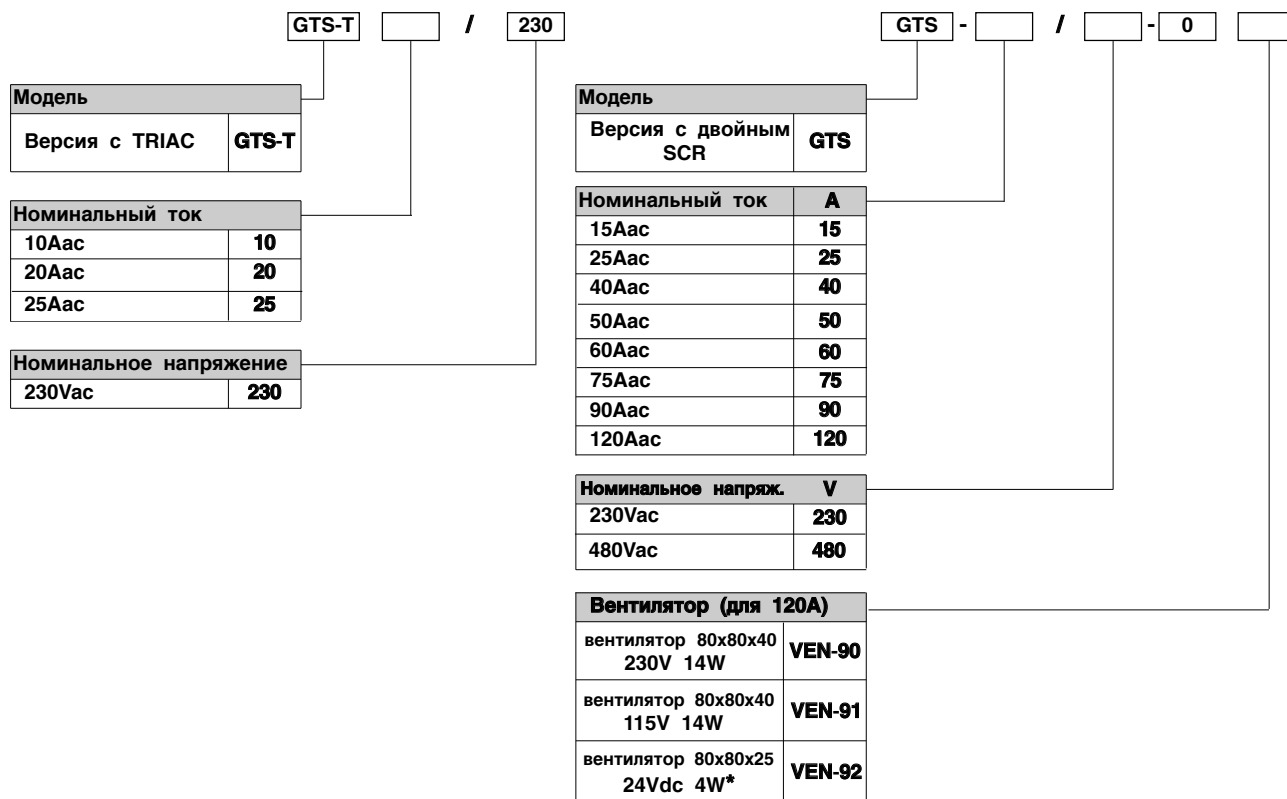 GTS-T / 230
Модель
Версия с TRIAC GTS-T
Номинальный ток
10Aac 10
20Aac 20
25Aac 25
Номинальное напряжение
230Vac 230
GTS - / - 0
Модель
Версия с двойным
SCR GTS
Номинальный ток A
15Aac 15
25Aac 25
40Aac 40
50Aac 50
60Aac 60
75Aac 75
90Aac 90
120Aac 120
Номинальное напряж. V
230Vac 230
480Vac 480
Вентилятор (для 120A)
вентилятор 80x80x40
230V 14W VEN-90
вентилятор 80x80x40
115V 14W VEN-91
вентилятор 80x80x25
24Vdc 4W* VEN-92